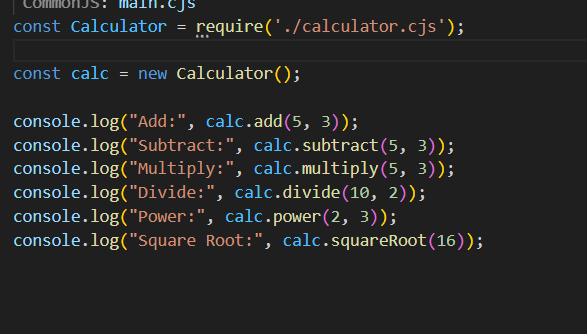 CommonJS: main.cjs
const Calculator = require('./calculator.cjs');
const calc = new Calculator();
console.log("Add:", calc.add(5, 3));
console.log("Subtract:", calc.subtract(5, 3));
console.log("Multiply:", calc.multiply(5, 3));
console.log("Divide:", calc.divide(10, 2));
console.log("Power:", calc.power(2, 3));
console.log("Square Root:", calc.squareRoot(16));